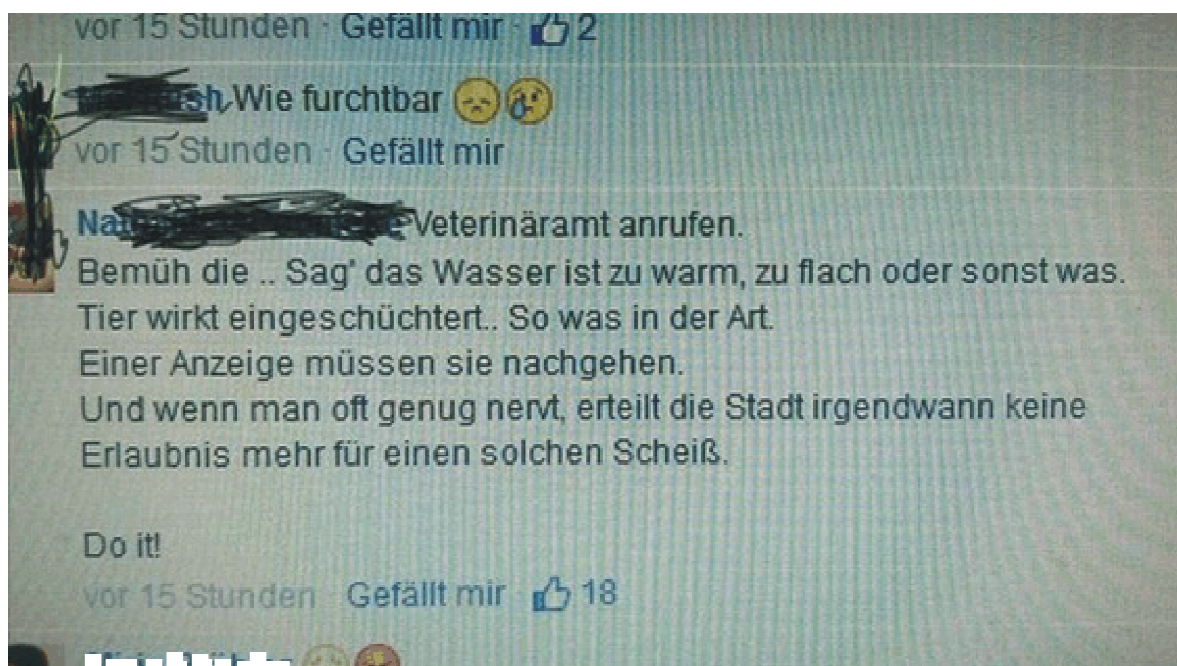 vor 15 Stunden · Gefällt mir · 2
Wie furchtbar
vor 15 Stunden · Gefällt mir
Veterinäramt anrufen.
Bemüh die .. Sag' das Wasser ist zu warm, zu flach oder sonst was.
Tier wirkt eingeschüchtert.. So was in der Art.
Einer Anzeige müssen sie nachgehen.
Und wenn man oft genug nervt, erteilt die Stadt irgendwann keine
Erlaubnis mehr für einen solchen Scheiß.
Do it!
vor 15 Stunden Gefällt mir 18